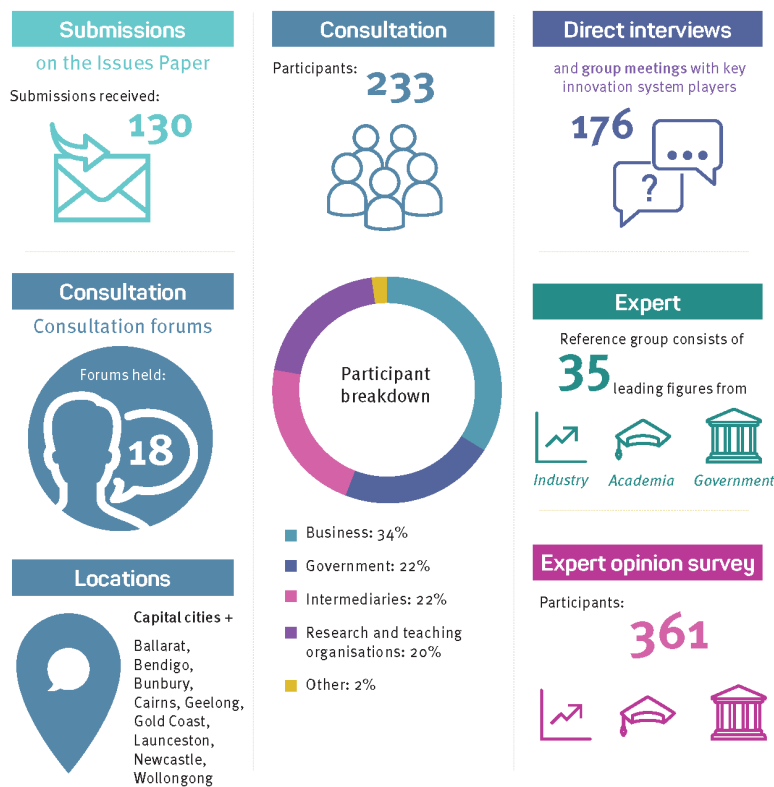 Submissions
on the Issues Paper
Submissions received:
130
Consultation
Consultation forums
Forums held:
18
Locations
Capital cities +
Ballarat,
Bendigo,
Bunbury,
Cairns, Geelong,
Gold Coast,
Launceston,
Newcastle,
Wollongong
Consultation
Participants:
233
Participant
breakdown
Business: 34%
Government: 22%
Intermediaries: 22%
Research and teaching
organisations: 20%
Other: 2%
Direct interviews
and group meetings with key
innovation system players
176
?
Expert
Reference group consists of
35
leading figures from
Industry
Academia
Government
Expert opinion survey
Participants:
361